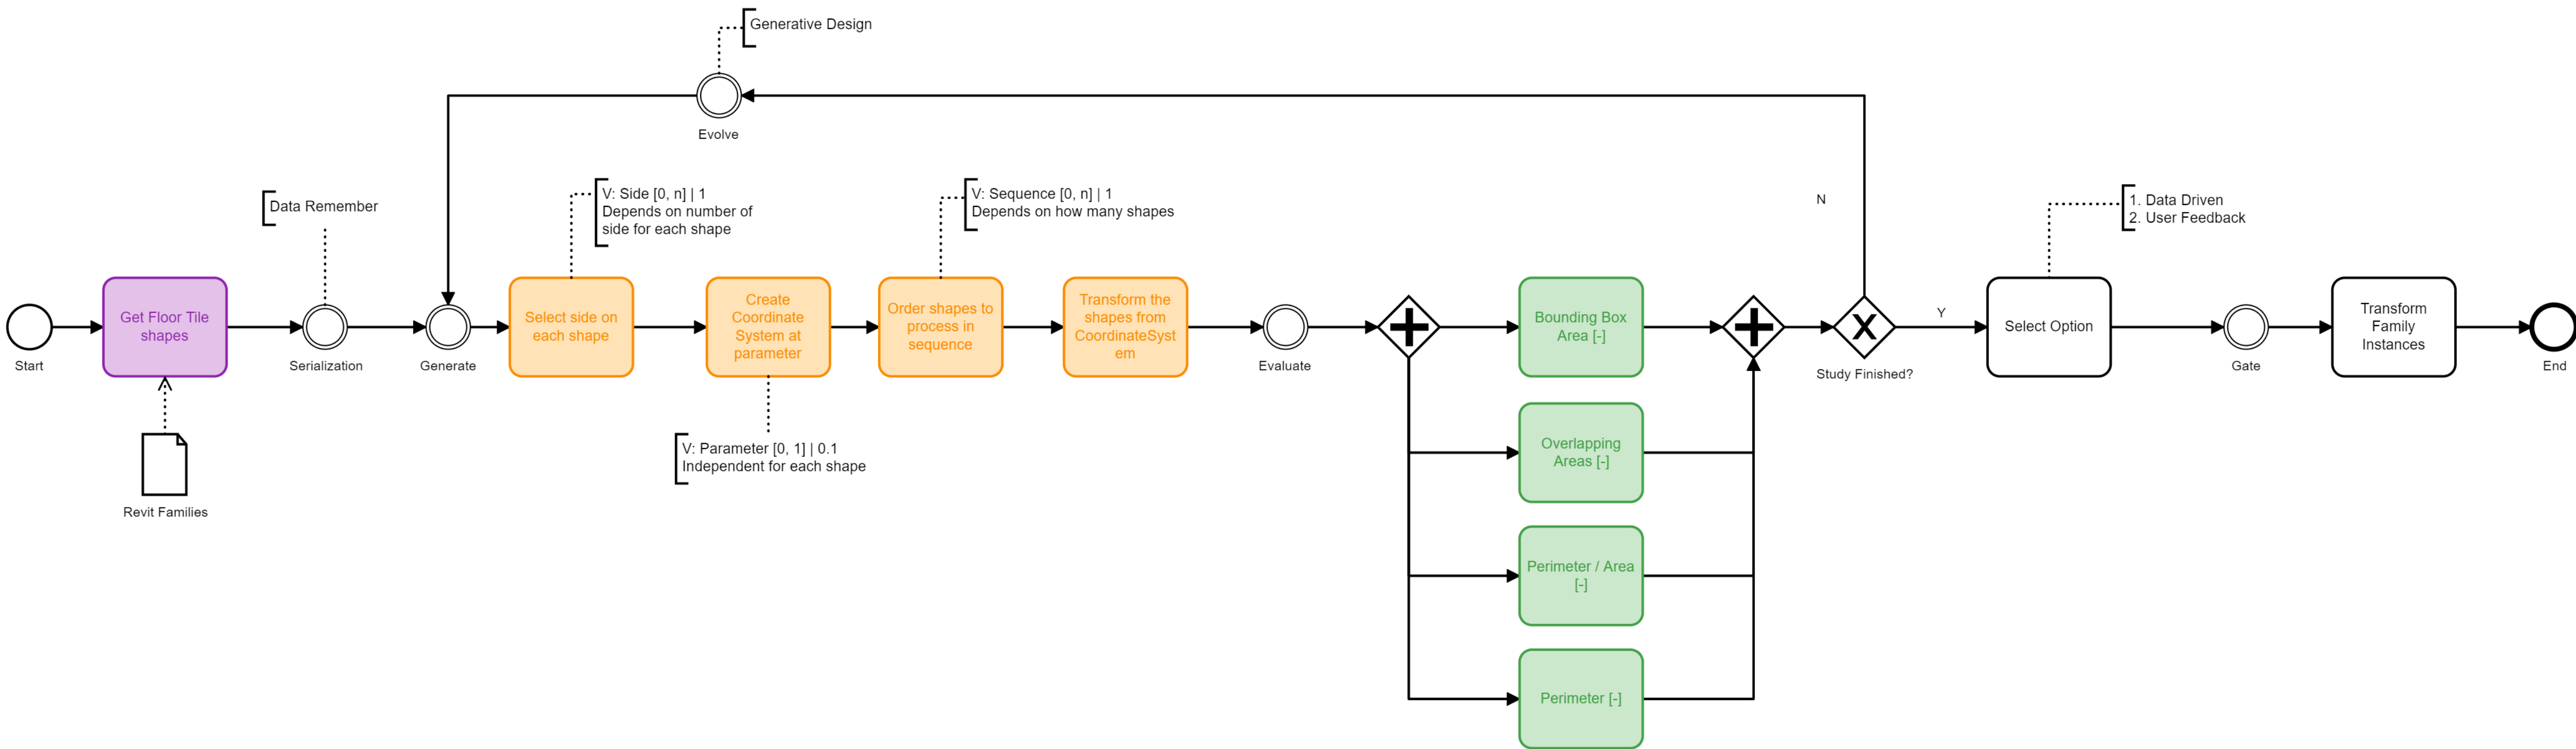 Generative Design
Evolve
Data Remember
V: Side [0, n] | 1
Depends on number of
side for each shape
V: Sequence [0, n] | 1
Depends on how many shapes
N
1. Data Driven
2. User Feedback
Start
Get Floor Tile
shapes
Serialization
Generate
Select side on
each shape
Create
Coordinate
System at
parameter
Order shapes to
process in
sequence
Transform the
shapes from
CoordinateSyst
em
Evaluate
Bounding Box
Area [-]
X
Study Finished?
Y
Select Option
Gate
Transform
Family
Instances
End
Revit Families
V: Parameter [0, 1] | 0.1
Independent for each shape
Overlapping
Areas [-]
Perimeter / Area
[-]
Perimeter [-]